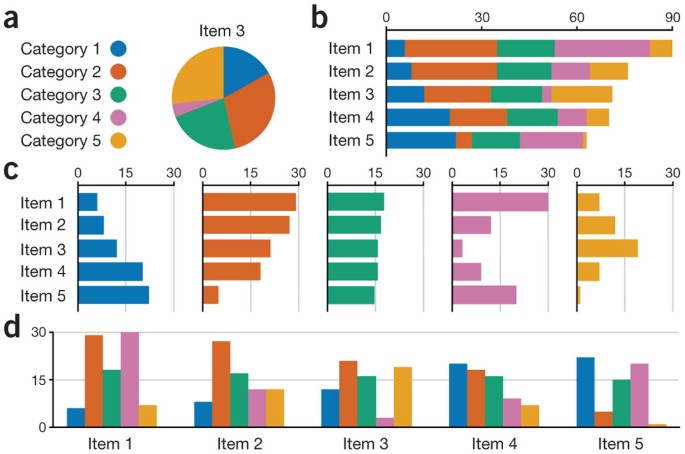 a
Item 3
Category 1
Category 2
Category 3
Category 4
Category 5
b
0 30 60 90
Item 1
Item 2
Item 3
Item 4
Item 5
c
0 15 30 0 15 30 0 15 30 0 15 30 0 15 30
Item 1
Item 2
Item 3
Item 4
Item 5
d
30
15
0
Item 1 Item 2 Item 3 Item 4 Item 5